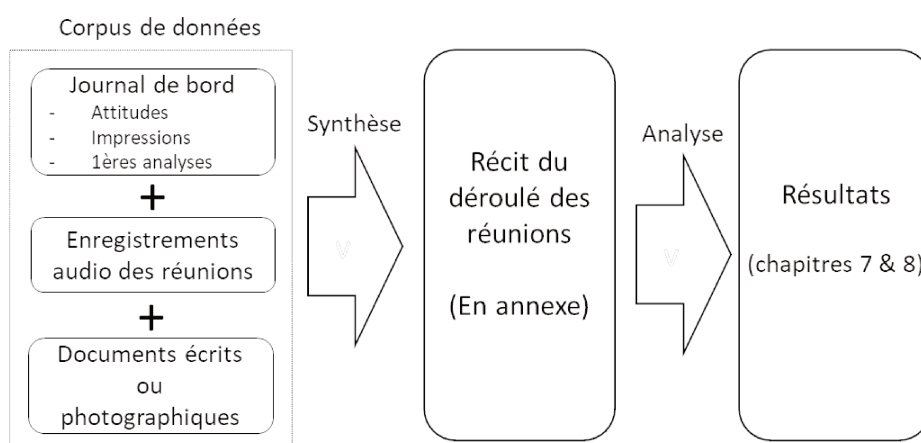 Corpus de données
Journal de bord
- Attitudes
- Impressions
- 1ères analyses
+
Enregistrements
audio des réunions
+
Documents écrits
ou
photographiques
Synthèse
V
Récit du
déroulé des
réunions
(En annexe)
Analyse
V
Résultats
(chapitres 7 & 8)